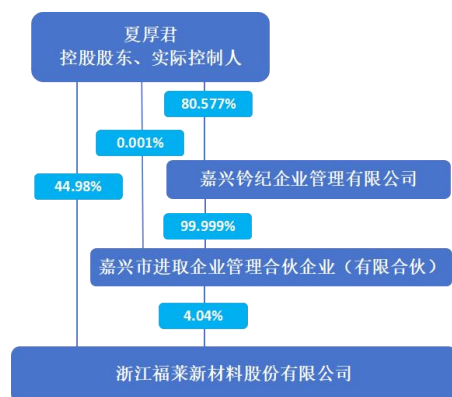 夏厚君
控股股东、实际控制人
80.577%
0.001%
44.98%
嘉兴钤纪企业管理有限公司
99.999%
嘉兴市进取企业管理合伙企业（有限合伙）
4.04%
浙江福莱新材料股份有限公司